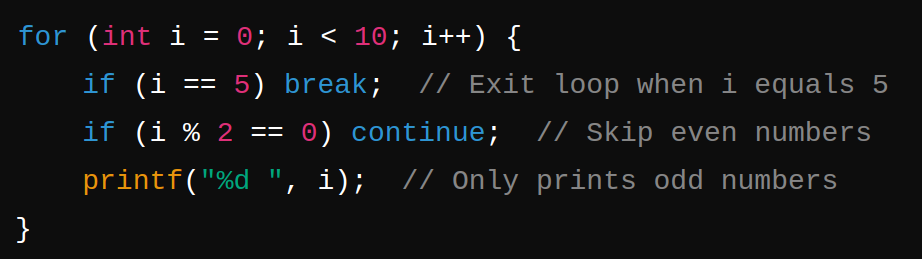 for (int i = 0; i < 10; i++) {
    if (i == 5) break;  // Exit loop when i equals 5
    if (i % 2 == 0) continue;  // Skip even numbers
    printf("%d ", i);  // Only prints odd numbers
}